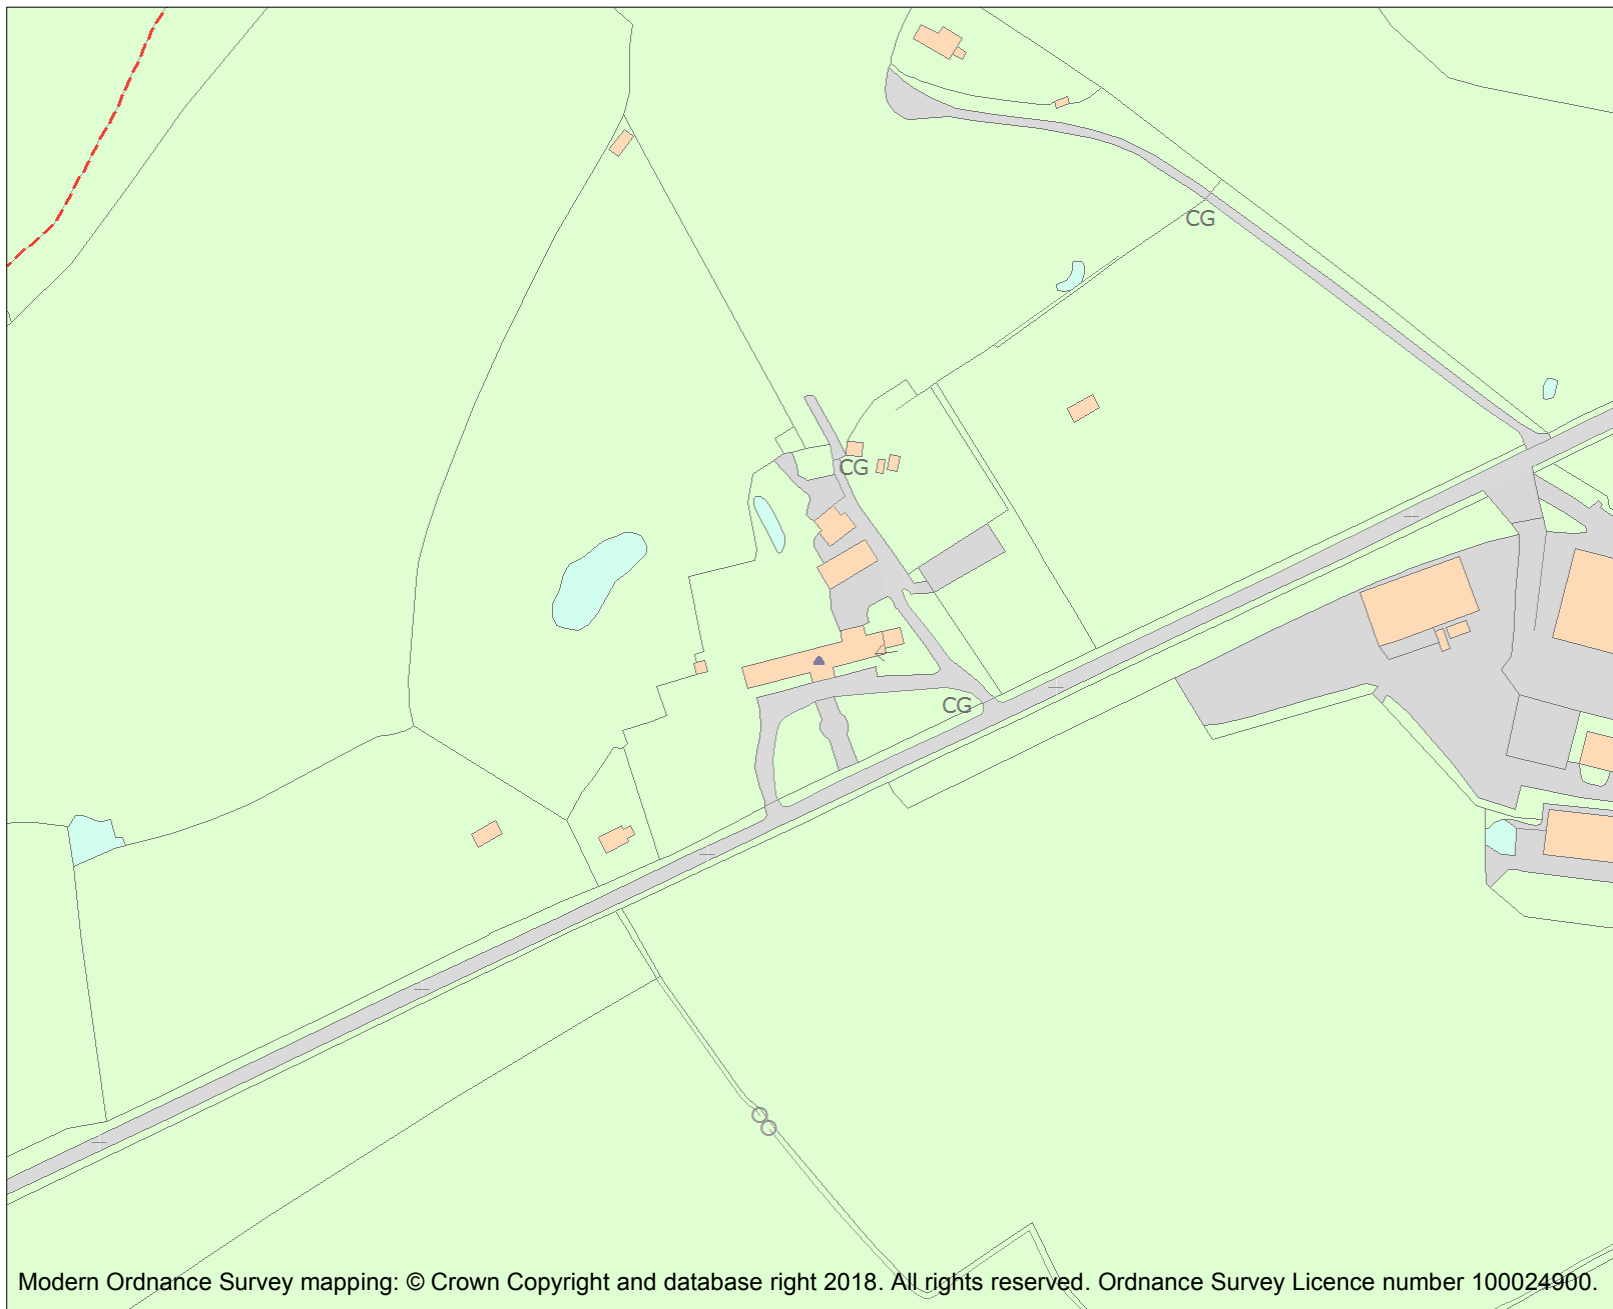 CG
CG
CG
Modern Ordnance Survey mapping: © Crown Copyright and database right 2018. All rights reserved. Ordnance Survey Licence number 100024900.